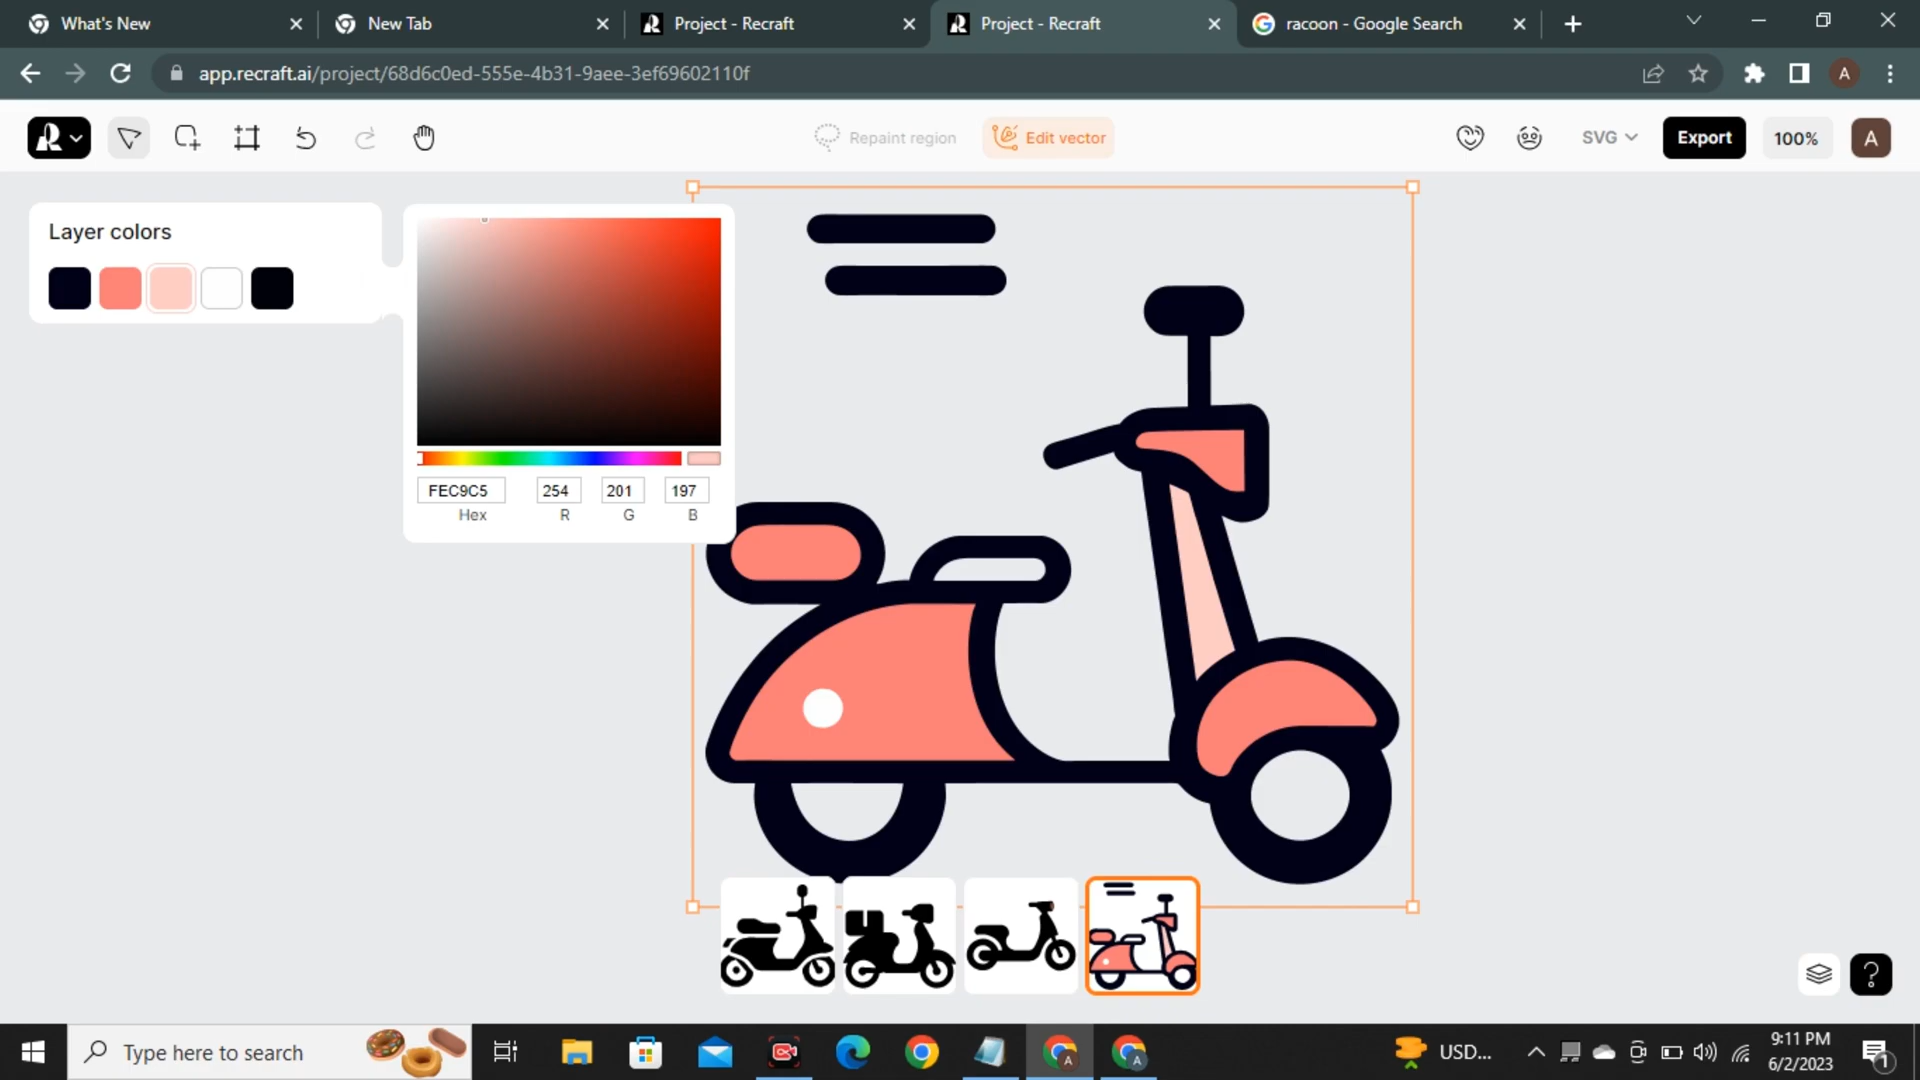 What's New
New Tab
Project - Recraft
Project - Recraft
racoon - Google Search
app.recraft.ai/project/68d6c0ed-555e-4b31-9aee-3ef69602110f
A
Repaint region
Edit vector
SVG
Export
100%
A
Layer colors
FEC9C5
254
201
197
Hex
R
G
B
?
Type here to search
A
A
USD...
9:11 PM
6/2/2023
1